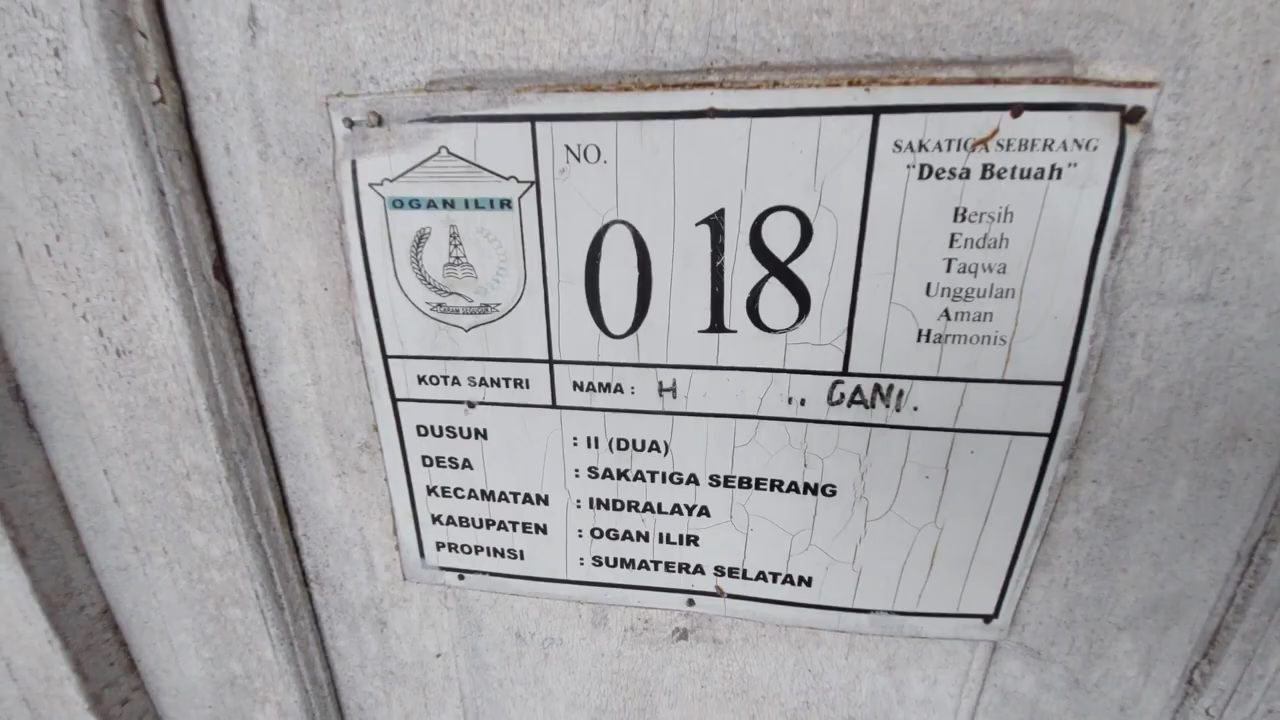 OGAN ILIR
NO.
018
SAKATIGA SEBERANG
"Desa Betuah"
Bersih
Endah
Taqwa
Unggulan
Aman
Harmonis
KOTA SANTRI
NAMA : H .. GANI.
DUSUN : II (DUA)
DESA : SAKATIGA SEBERANG
KECAMATAN : INDRALAYA
KABUPATEN : OGAN ILIR
PROPINSI : SUMATERA SELATAN